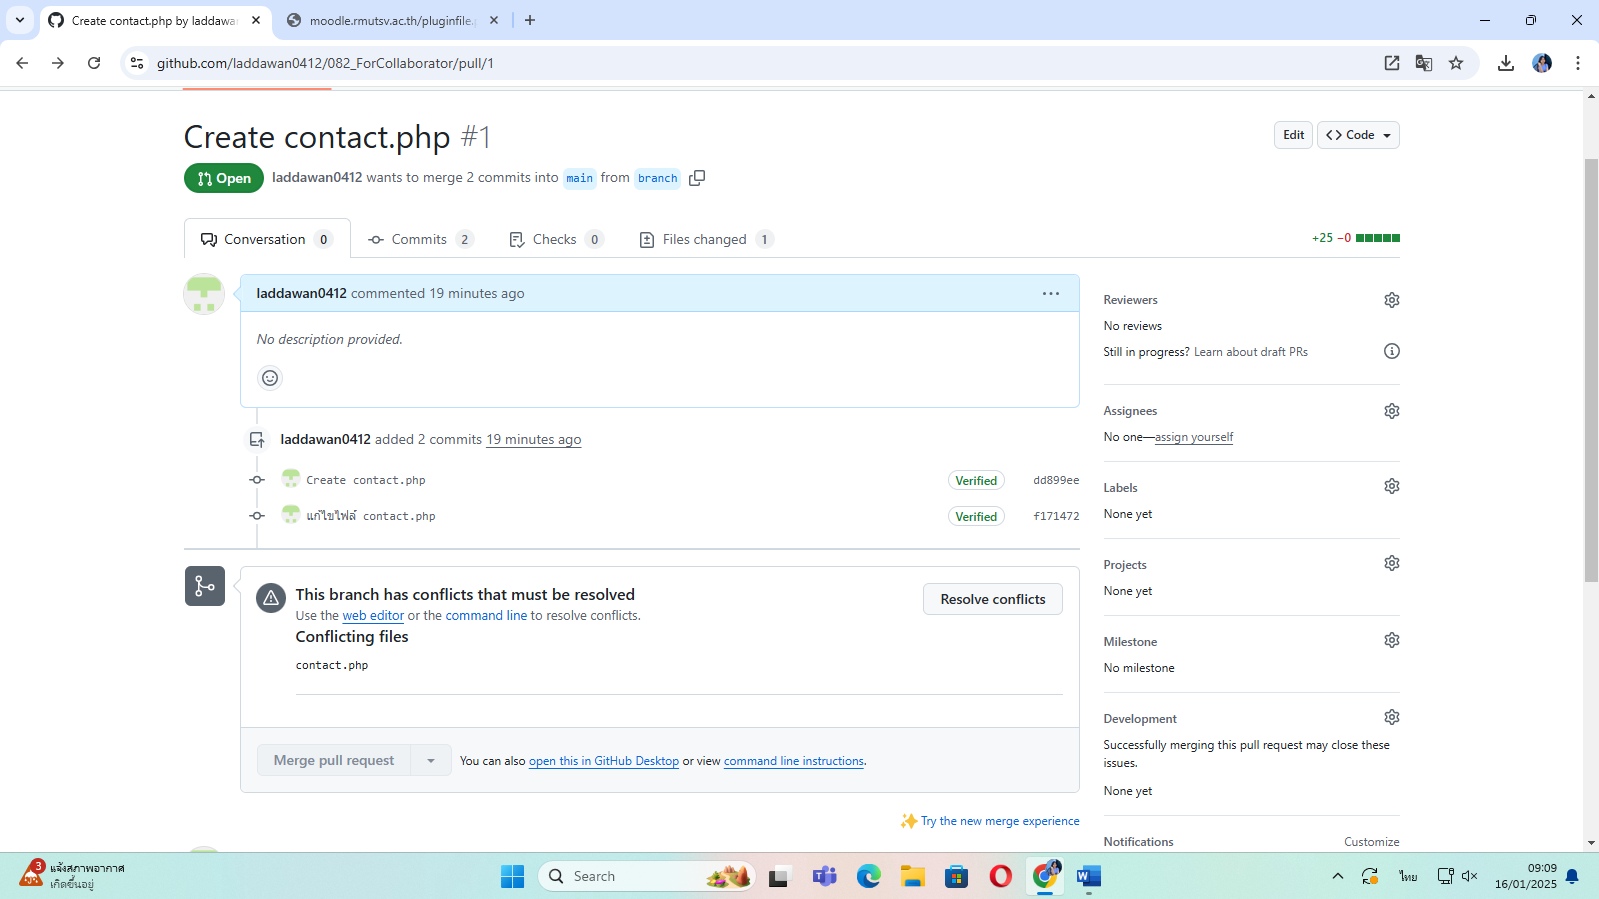 Create contact.php by laddawan
moodle.rmutsv.ac.th/pluginfile.p
github.com/laddawan0412/082_ForCollaborator/pull/1
Create contact.php #1
Edit
<> Code
Open
laddawan0412 wants to merge 2 commits into main from branch
Conversation 0
Commits 2
Checks 0
Files changed 1
+25 −0
laddawan0412 commented 19 minutes ago
No description provided.
laddawan0412 added 2 commits 19 minutes ago
Create contact.php
Verified
dd899ee
แก้ไขไฟล์ contact.php
Verified
f171472
This branch has conflicts that must be resolved
Use the web editor or the command line to resolve conflicts.
Resolve conflicts
Conflicting files
contact.php
Merge pull request
You can also open this in GitHub Desktop or view command line instructions.
Try the new merge experience
Reviewers
No reviews
Still in progress? Learn about draft PRs
Assignees
No one—assign yourself
Labels
None yet
Projects
None yet
Milestone
No milestone
Development
Successfully merging this pull request may close these
issues.
None yet
Notifications
Customize
3
แจ้งสภาพอากาศ
เกิดขึ้นอยู่
Search
ไทย
09:09
16/01/2025